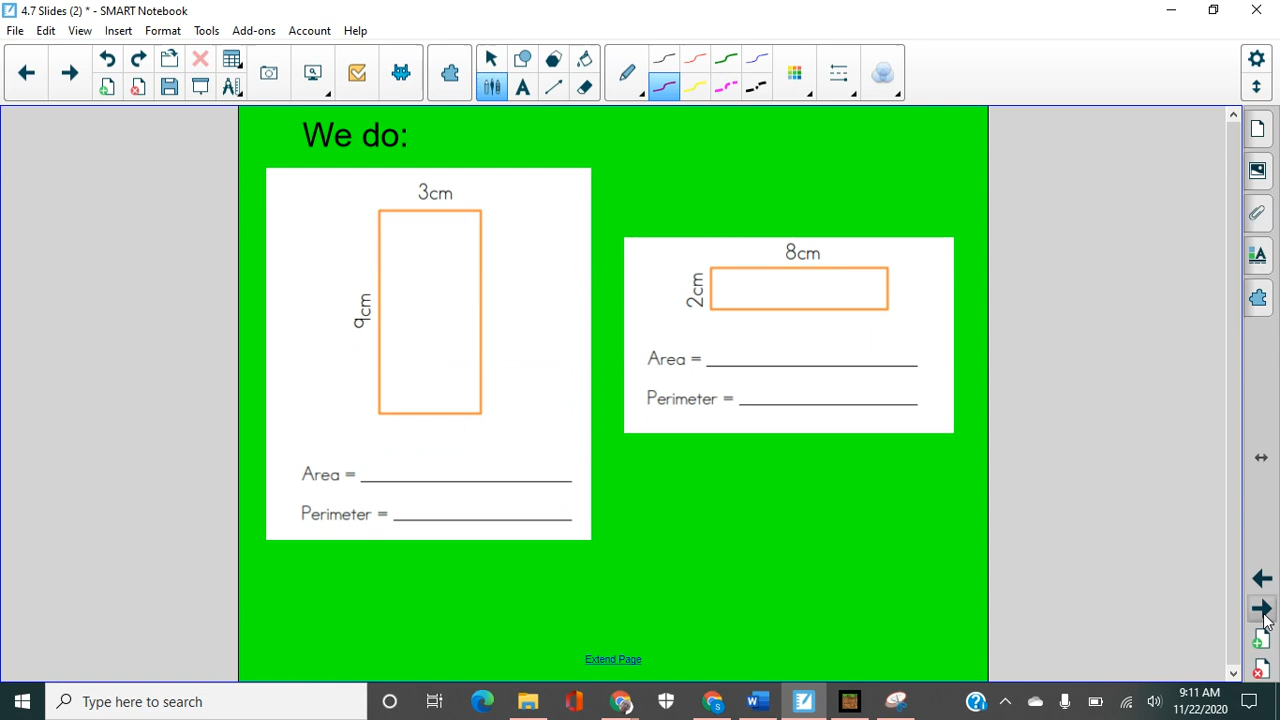 4.7 Slides (2) * - SMART Notebook
File Edit View Insert Format Tools Add-ons Account Help
We do:
3cm
9cm
Area =
Perimeter =
8cm
2cm
Area =
Perimeter =
Extend Page
Type here to search
9:11 AM
11/22/2020